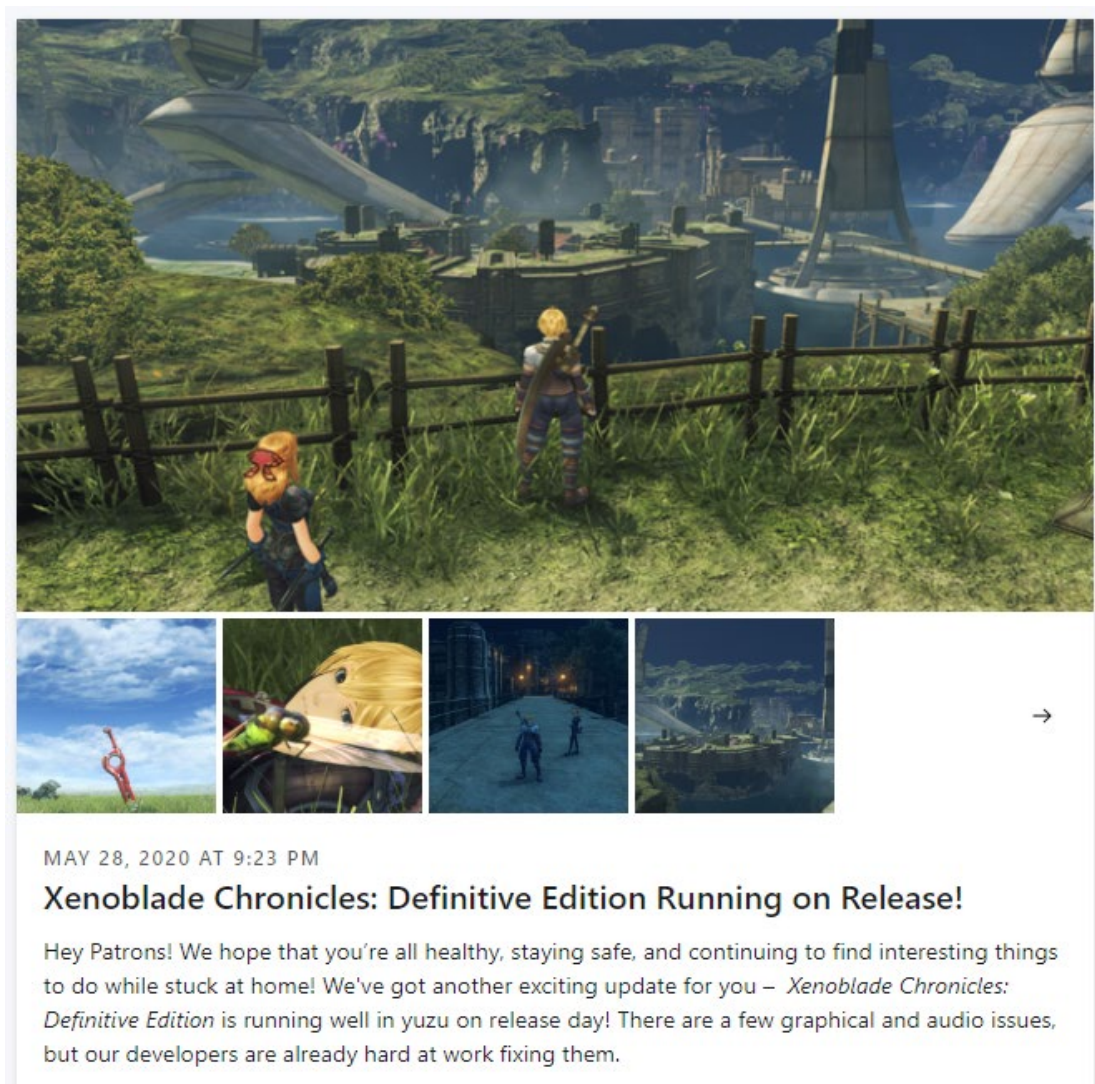 MAY 28, 2020 AT 9:23 PM
Xenoblade Chronicles: Definitive Edition Running on Release!
Hey Patrons! We hope that you’re all healthy, staying safe, and continuing to find interesting things
to do while stuck at home! We've got another exciting update for you – Xenoblade Chronicles:
Definitive Edition is running well in yuzu on release day! There are a few graphical and audio issues,
but our developers are already hard at work fixing them.